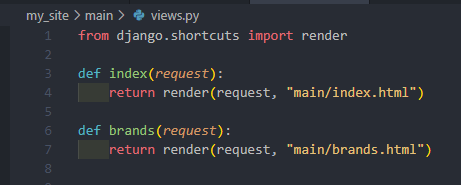 my_site > main > views.py
1 from django.shortcuts import render
2
3 def index(request):
4     return render(request, "main/index.html")
5
6 def brands(request):
7     return render(request, "main/brands.html")
8